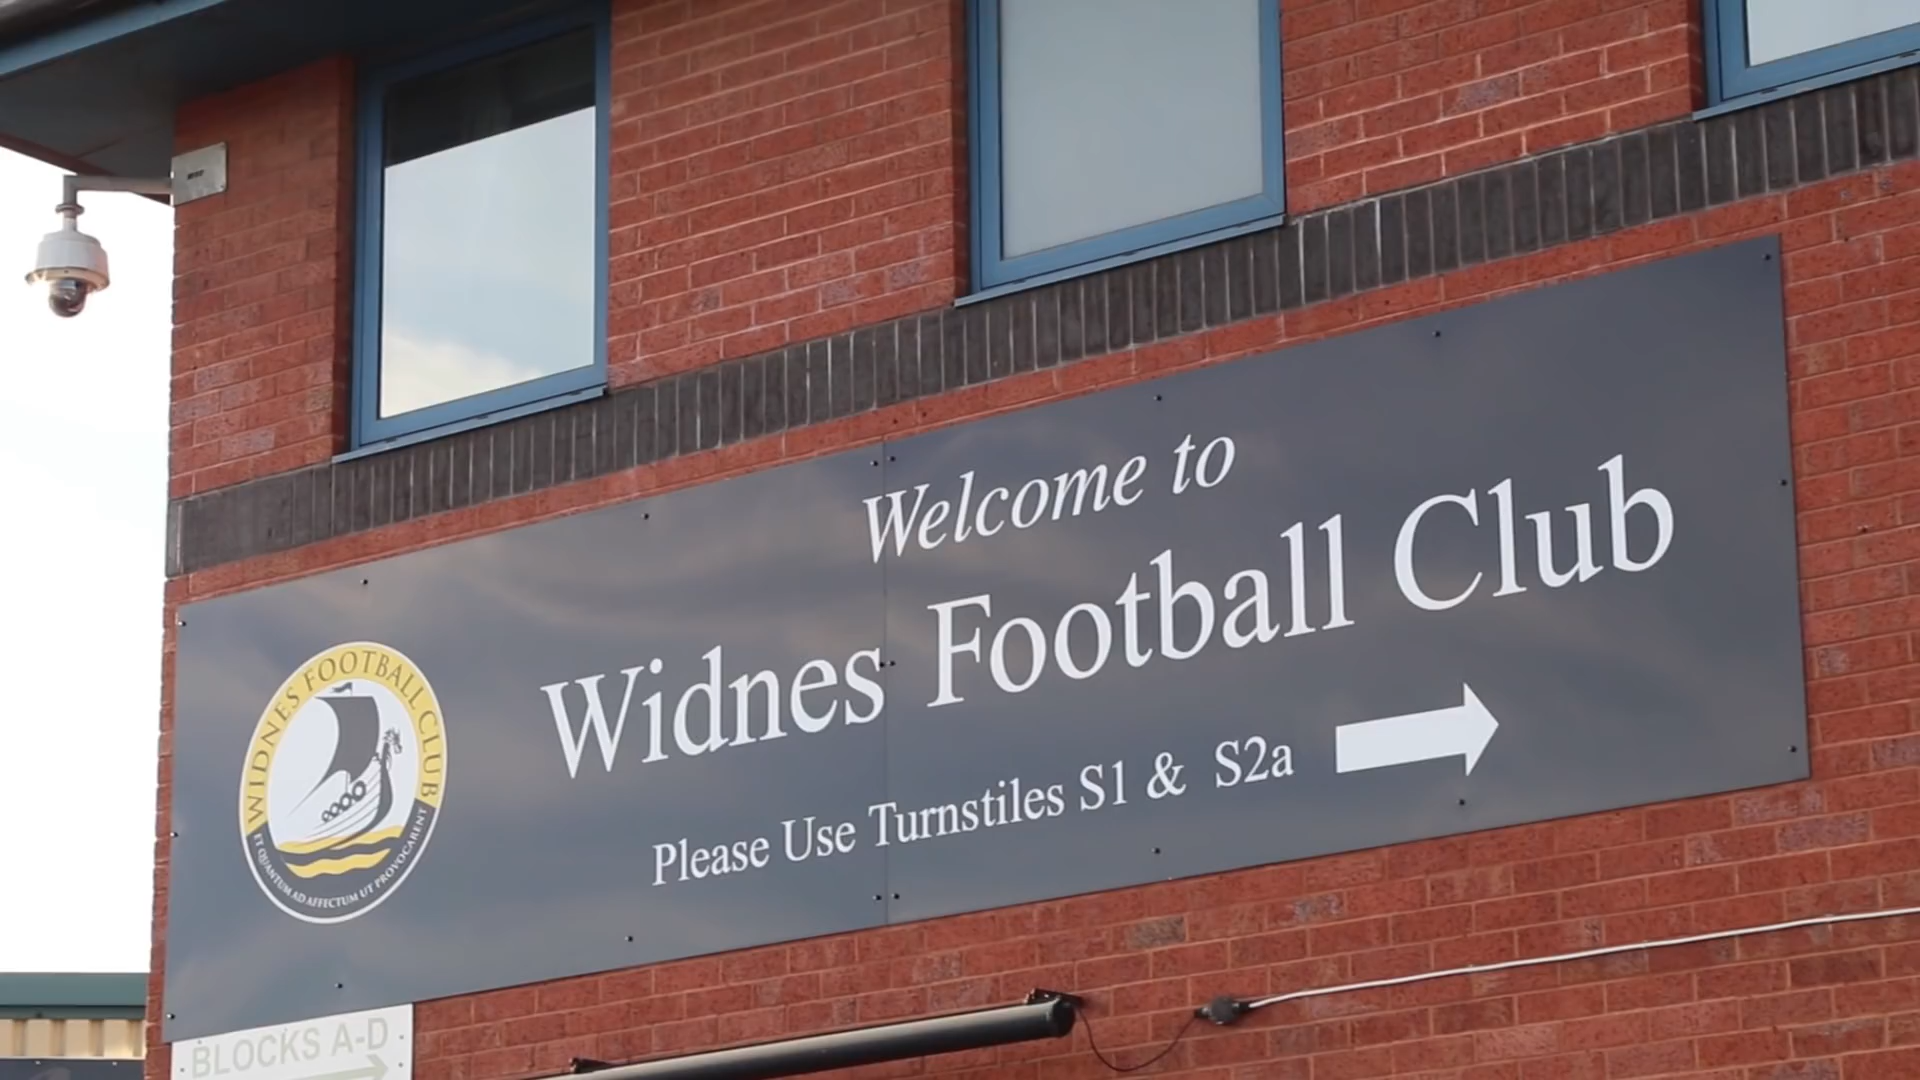 Welcome to
Widnes Football Club
Please Use Turnstiles S1 & S2a
WIDNES FOOTBALL CLUB
ET QUANTUM AD AFFECTUM UT PROVOCARENT
BLOCKS A-D